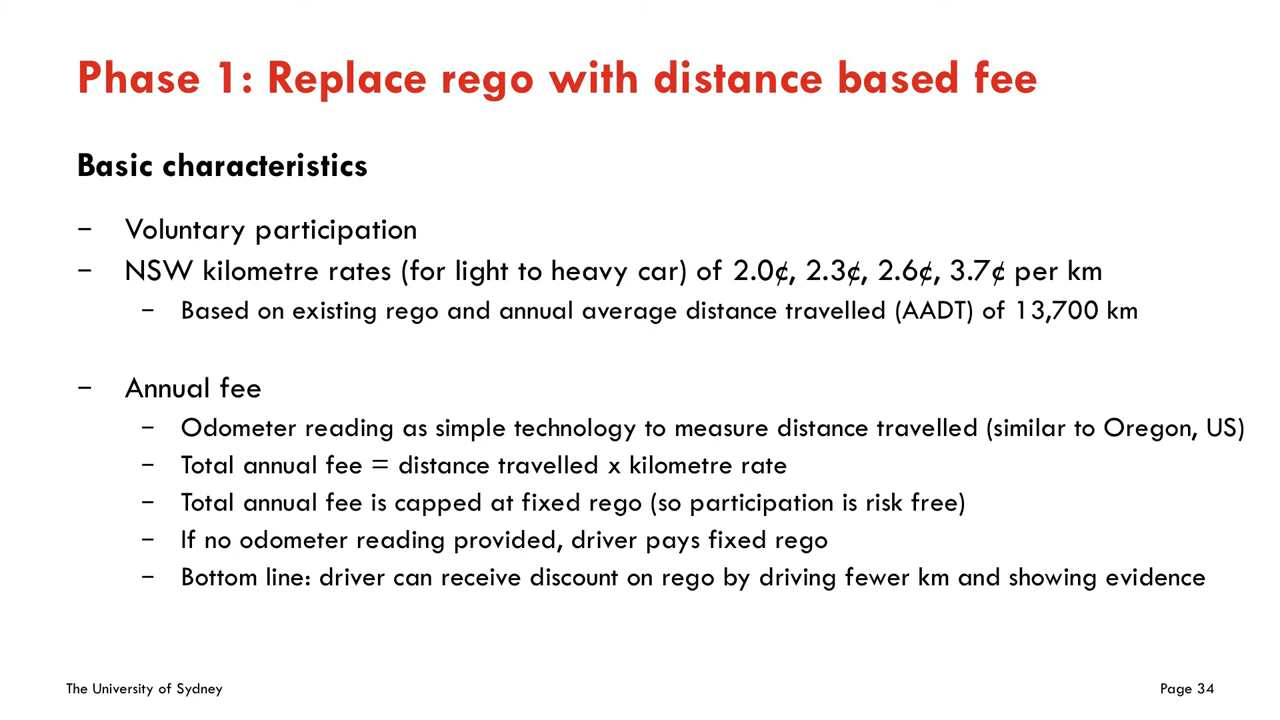 Phase 1: Replace rego with distance based fee
Basic characteristics
– Voluntary participation
– NSW kilometre rates (for light to heavy car) of 2.0¢, 2.3¢, 2.6¢, 3.7¢ per km
– Based on existing rego and annual average distance travelled (AADT) of 13,700 km
– Annual fee
– Odometer reading as simple technology to measure distance travelled (similar to Oregon, US)
– Total annual fee = distance travelled x kilometre rate
– Total annual fee is capped at fixed rego (so participation is risk free)
– If no odometer reading provided, driver pays fixed rego
– Bottom line: driver can receive discount on rego by driving fewer km and showing evidence
The University of Sydney
Page 34